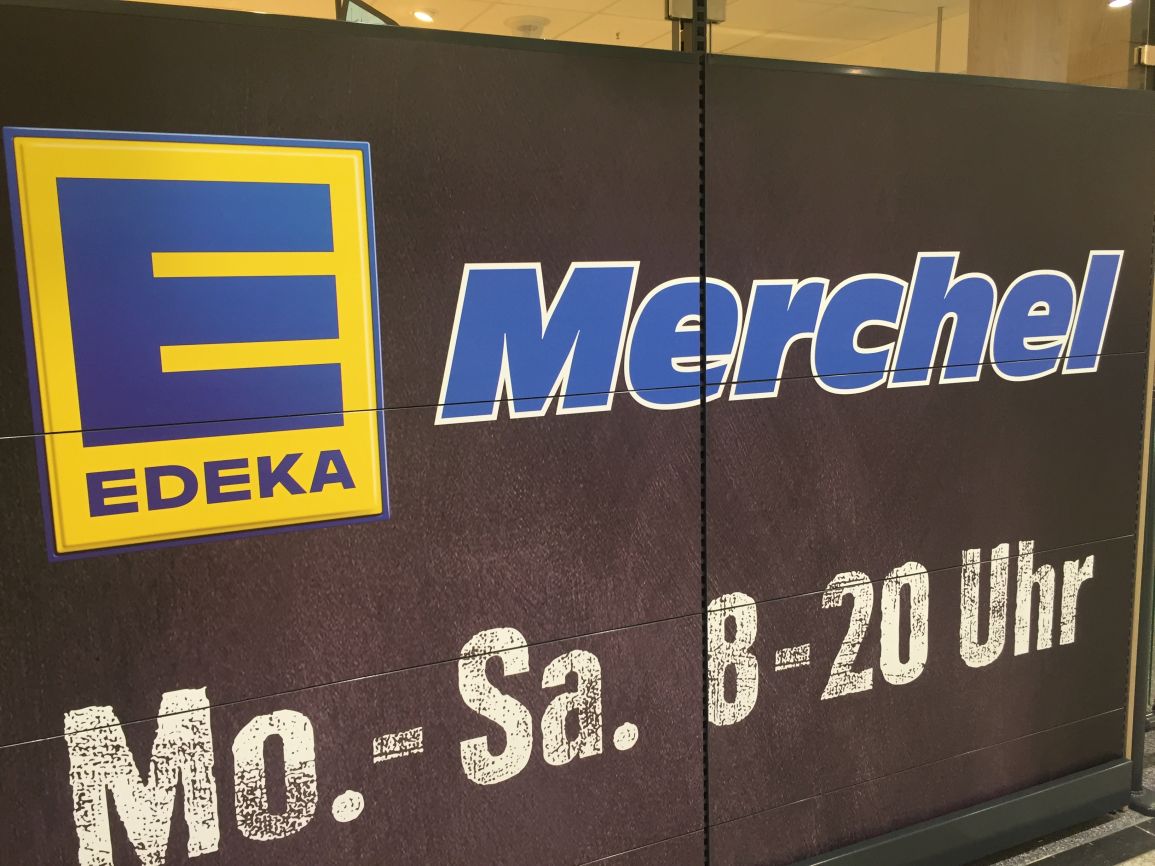 E
EDEKA
Merchel
Mo. - Sa. 8 - 20 Uhr